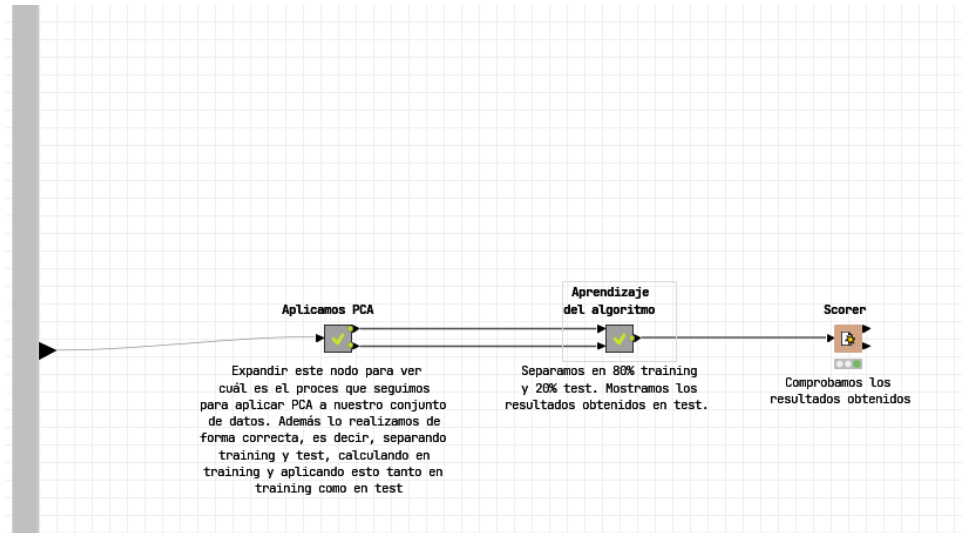 Aplicamos PCA
Expandir este nodo para ver
cuál es el proces que seguimos
para aplicar PCA a nuestro conjunto
de datos. Además lo realizamos de
forma correcta, es decir, separando
training y test, calculando en
training y aplicando esto tanto en
training como en test
Aprendizaje
del algoritmo
Separamos en 80% training
y 20% test. Mostramos los
resultados obtenidos en test.
Scorer
Comprobamos los
resultados obtenidos